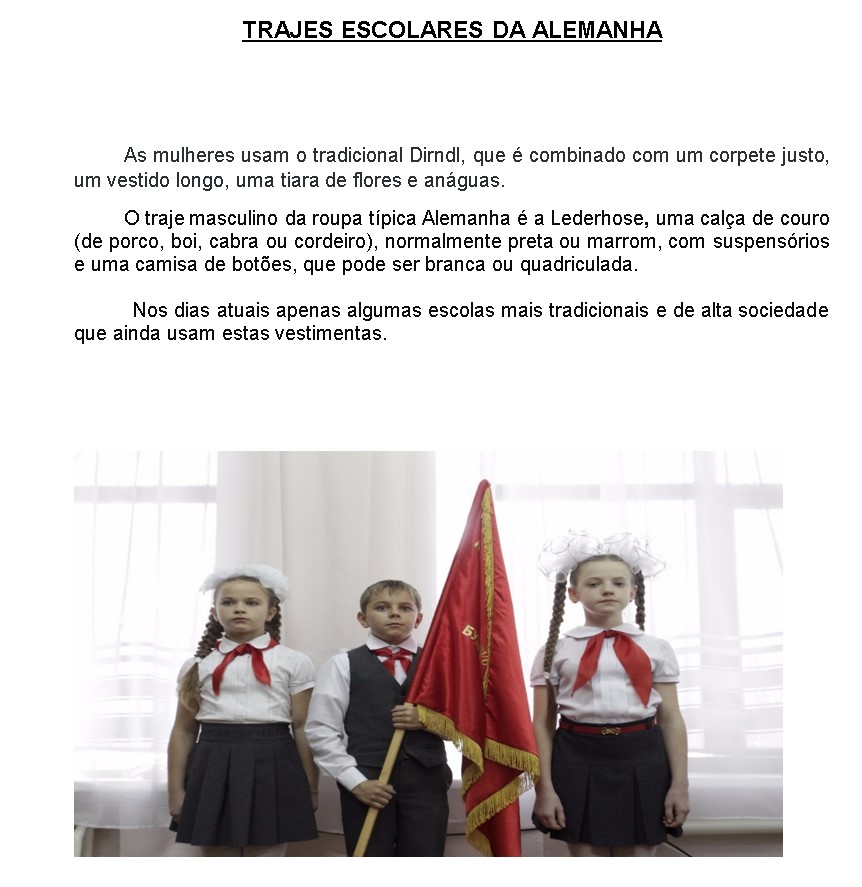 TRAJES ESCOLARES DA ALEMANHA
As mulheres usam o tradicional Dirndl, que é combinado com um corpete justo,
um vestido longo, uma tiara de flores e anáguas.
O traje masculino da roupa típica Alemanha é a Lederhose, uma calça de couro
(de porco, boi, cabra ou cordeiro), normalmente preta ou marrom, com suspensórios
e uma camisa de botões, que pode ser branca ou quadriculada.
Nos dias atuais apenas algumas escolas mais tradicionais e de alta sociedade
que ainda usam estas vestimentas.